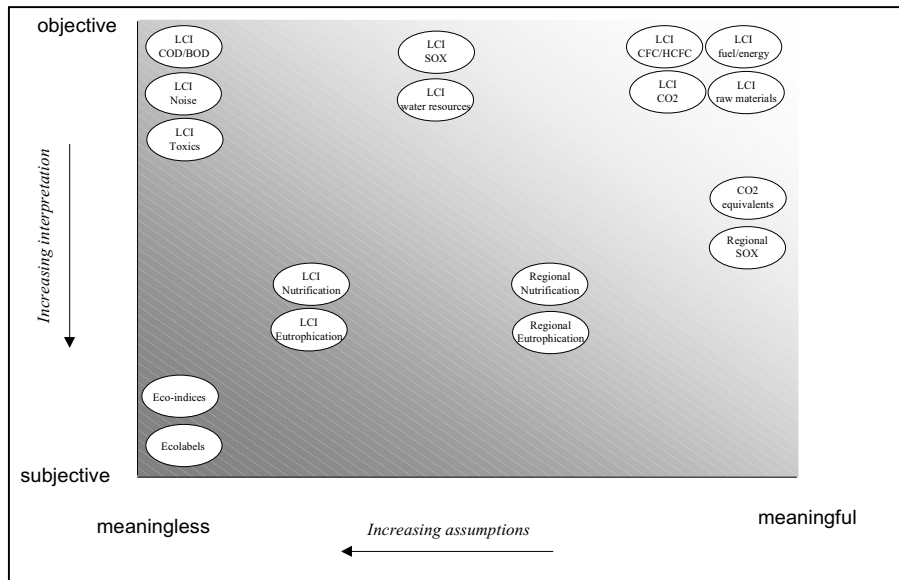 objective
LCI
COD/BOD
LCI
SOX
LCI
CFC/HCFC
LCI
fuel/energy
LCI
Noise
LCI
water resources
LCI
CO2
LCI
raw materials
LCI
Toxics
Increasing interpretation
CO2
equivalents
Regional
SOX
LCI
Nutrification
Regional
Nutrification
LCI
Eutrophication
Regional
Eutrophication
Eco-indices
Ecolabels
subjective
meaningless
Increasing assumptions
meaningful